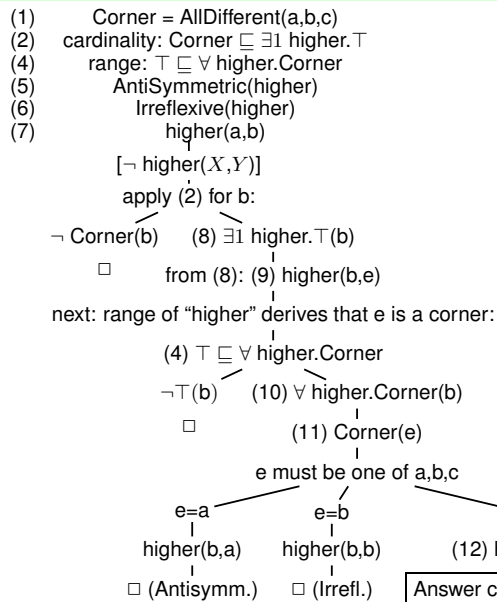 (1) Corner = AllDifferent(a,b,c)
(2) cardinality: Corner ⊑ ∃1 higher.⊤
(4) range: ⊤ ⊑ ∀ higher.Corner
(5) AntiSymmetric(higher)
(6) Irreflexive(higher)
(7) higher(a,b)
[¬ higher(X,Y)]
apply (2) for b:
¬ Corner(b) (8) ∃1 higher.⊤(b)
□ from (8): (9) higher(b,e)
next: range of “higher” derives that e is a corner:
(4) ⊤ ⊑ ∀ higher.Corner
¬⊤(b) (10) ∀ higher.Corner(b)
□ (11) Corner(e)
e must be one of a,b,c
e=a e=b
higher(b,a) higher(b,b) (12)
□ (Antisymm.) □ (Irrefl.) Answer